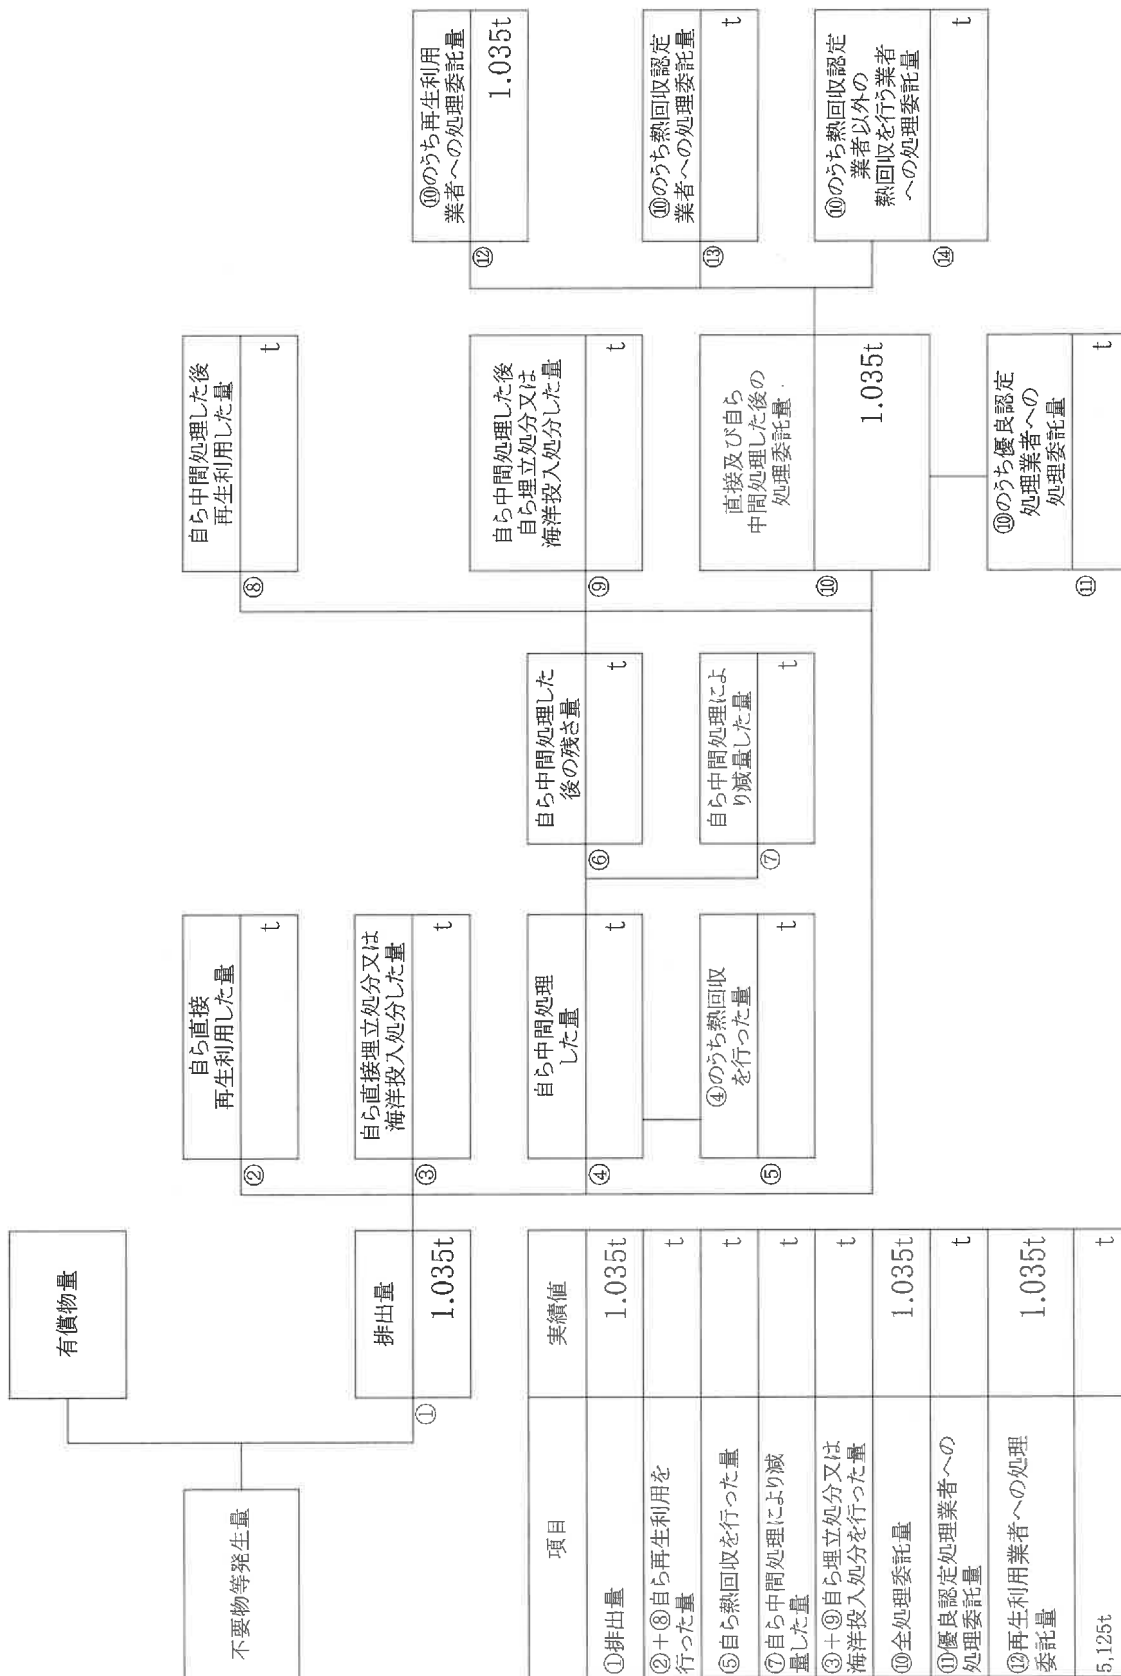 不要物等発生量
有償物量
排出量
①
1.035t
自ら直接
再生利用した量
②
t
自ら直接埋立処分又は
海洋投入処分した量
③
t
自ら中間処理
した量
④
t
④のうち熱回収
を行った量
⑤
t
自ら中間処理した
後の残さ量
⑥
t
自ら中間処理によ
り減量した量
⑦
t
自ら中間処理した後
再生利用した量
⑧
t
自ら中間処理した後
自ら埋立処分又は
海洋投入処分した量
⑨
t
直接及び自ら
中間処理した後の
処理委託量
⑩
1.035t
⑩のうち優良認定
処理業者への
処理委託量
⑪
t
⑩のうち再生利用
業者への処理委託量
⑫
1.035t
⑩のうち熱回収認定
業者への処理委託量
⑬
t
⑩のうち熱回収認定
業者以外の
熱回収を行う業者
への処理委託量
⑭
t
項目
実績値
①排出量
1.035t
②+⑧自ら再生利用を
行った量
t
⑤自ら熱回収を行った量
t
⑦自ら中間処理により減
量した量
t
③+⑨自ら埋立処分又は
海洋投入処分を行った量
t
⑩全処理委託量
1.035t
⑪優良認定処理業者への
処理委託量
t
⑫再生利用業者への処理
委託量
1.035t
5,125t
t